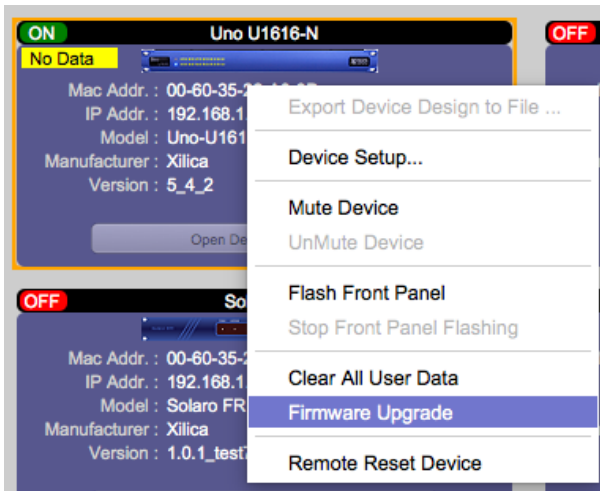 ON Uno U1616-N OFF
No Data
Mac Addr. : 00-60-35-
IP Addr. : 192.168.1.
Model : Uno-U161
Manufacturer : Xilica
Version : 5_4_2
Open De
Export Device Design to File ...
Device Setup...
Mute Device
UnMute Device
Flash Front Panel
Stop Front Panel Flashing
Clear All User Data
Firmware Upgrade
Remote Reset Device
OFF So OFF
Mac Addr. : 00-60-35-2
IP Addr. : 192.168.1
Model : Solaro FR
Manufacturer : Xilica
Version : 1.0.1_test